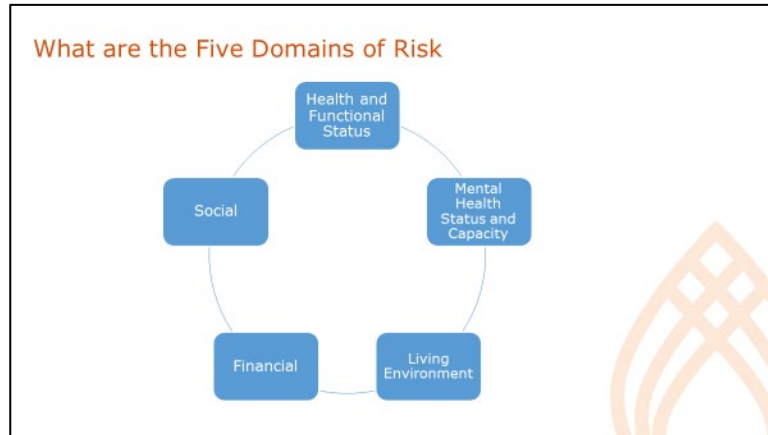 What are the Five Domains of Risk
Health and
Functional
Status
Mental
Health
Status and
Capacity
Living
Environment
Financial
Social